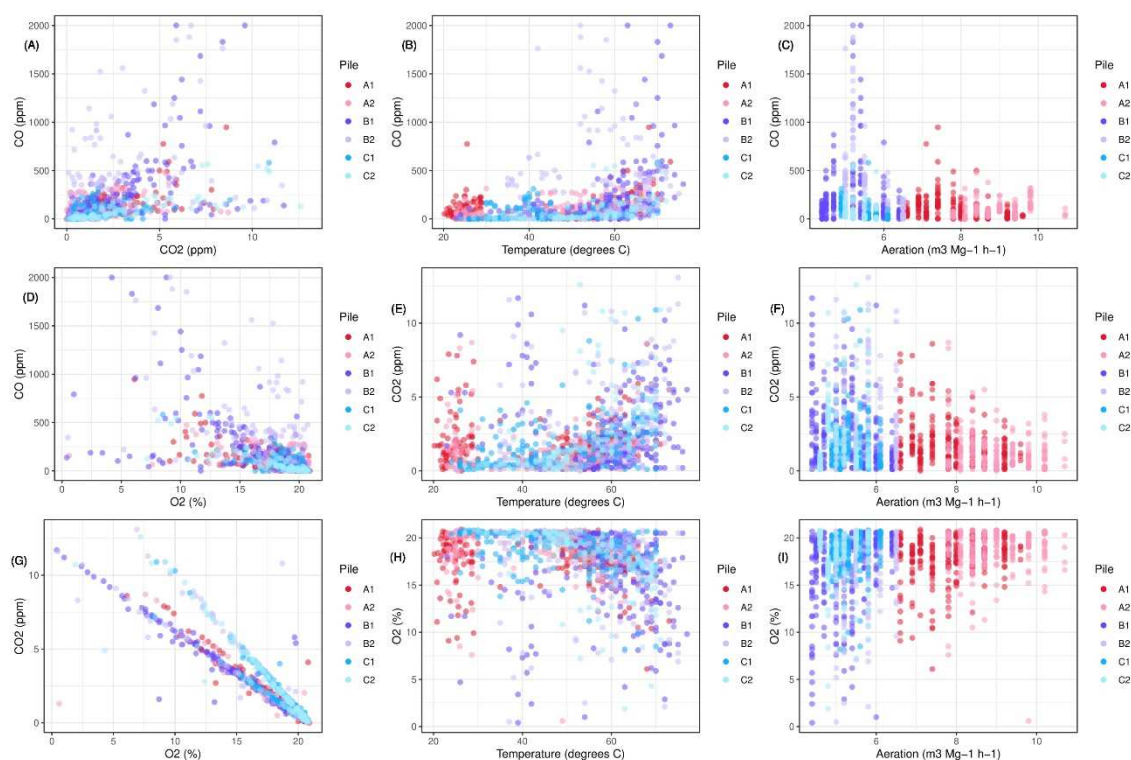 (A)
CO (ppm)
2000
1500
1000
500
0
0
5
10
CO2 (ppm)
Pile
A1
A2
B1
B2
C1
C2
(B)
CO (ppm)
2000
1500
1000
500
0
20
40
60
Temperature (degrees C)
Pile
A1
A2
B1
B2
C1
C2
(C)
CO (ppm)
2000
1500
1000
500
0
6
8
10
Aeration (m3 Mg−1 h−1)
Pile
A1
A2
B1
B2
C1
C2
(D)
CO (ppm)
2000
1500
1000
500
0
0
5
10
15
20
O2 (%)
Pile
A1
A2
B1
B2
C1
C2
(E)
CO2 (ppm)
10
5
0
20
40
60
Temperature (degrees C)
Pile
A1
A2
B1
B2
C1
C2
(F)
CO2 (ppm)
10
5
0
6
8
10
Aeration (m3 Mg−1 h−1)
Pile
A1
A2
B1
B2
C1
C2
(G)
CO2 (ppm)
10
5
0
0
5
10
15
20
O2 (%)
Pile
A1
A2
B1
B2
C1
C2
(H)
O2 (%)
20
15
10
5
0
20
40
60
Temperature (degrees C)
Pile
A1
A2
B1
B2
C1
C2
(I)
O2 (%)
20
15
10
5
0
6
8
10
Aeration (m3 Mg−1 h−1)
Pile
A1
A2
B1
B2
C1
C2